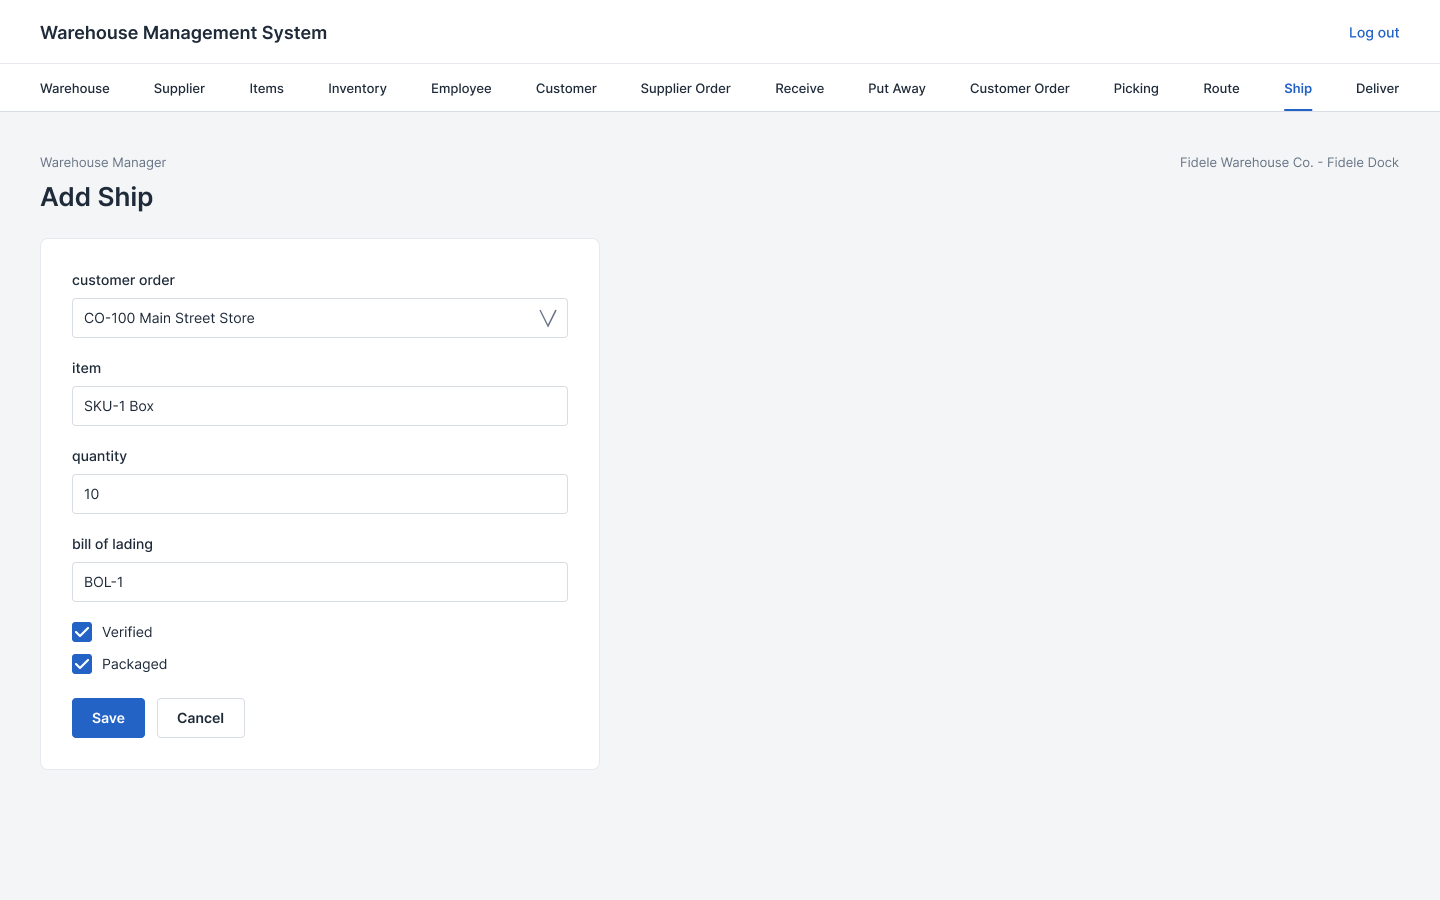 Warehouse Management System
Log out
Warehouse Supplier Items Inventory Employee Customer Supplier Order Receive Put Away Customer Order Picking Route Ship Deliver
Warehouse Manager
Fidele Warehouse Co. - Fidele Dock
Add Ship
customer order
CO-100 Main Street Store
item
SKU-1 Box
quantity
10
bill of lading
BOL-1
Verified
Packaged
Save Cancel